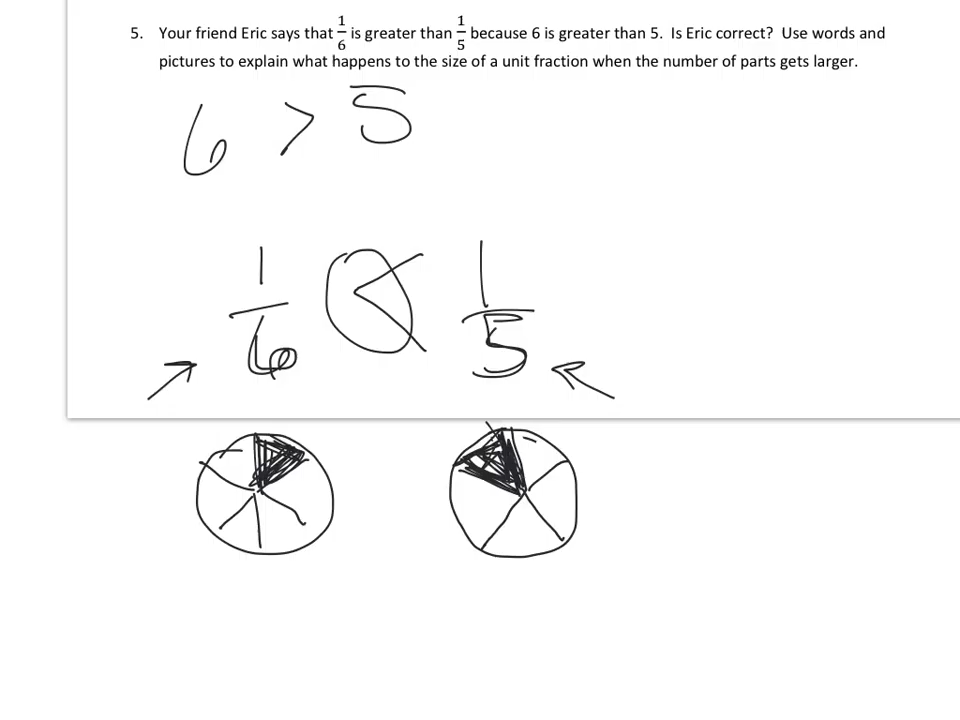 5. Your friend Eric says that 1/6 is greater than 1/5 because 6 is greater than 5. Is Eric correct? Use words and
pictures to explain what happens to the size of a unit fraction when the number of parts gets larger.
6 > 5
1/6 < 1/5